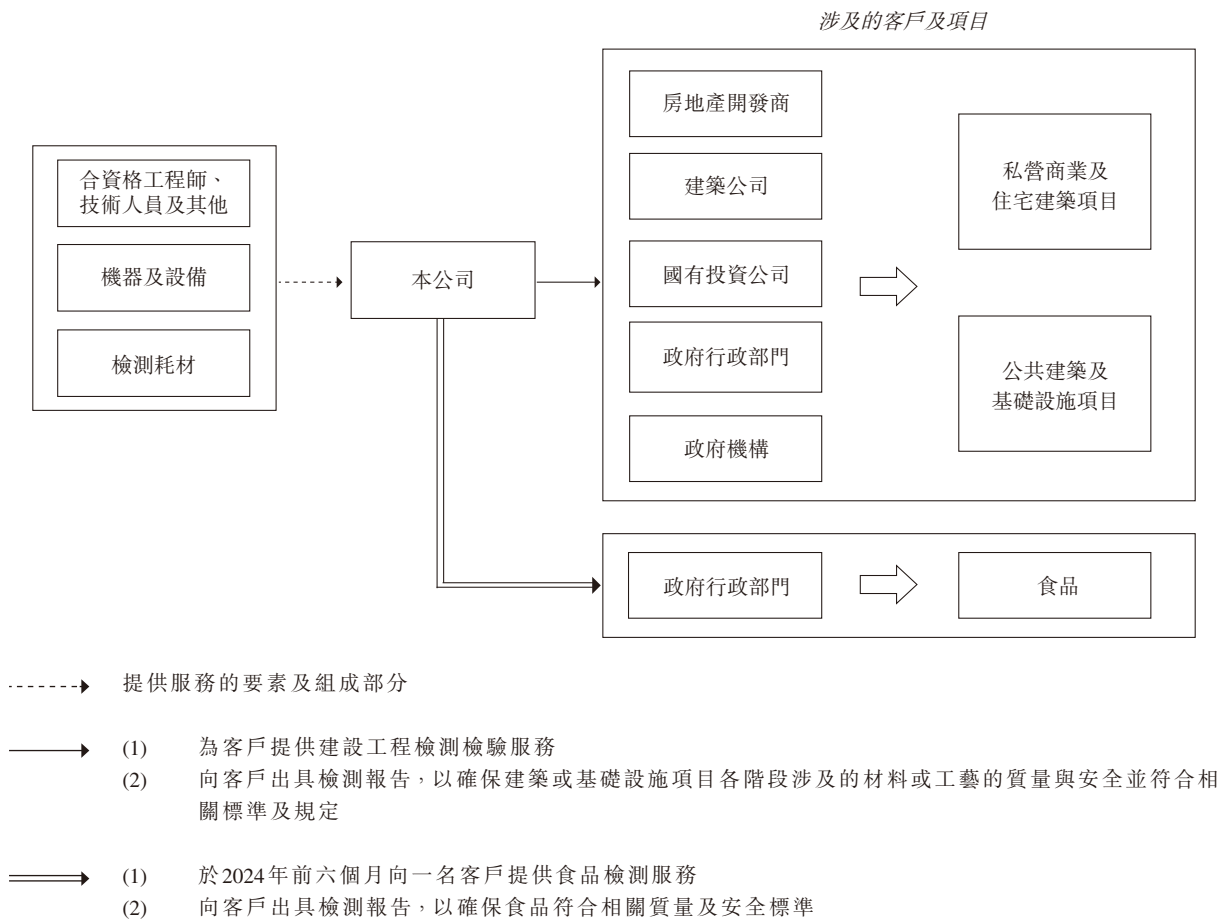 涉及的客戶及項目
合資格工程師、
技術人員及其他
機器及設備
檢測耗材
本公司
房地產開發商
建築公司
國有投資公司
政府行政部門
政府機構
私營商業及
住宅建築項目
公共建築及
基礎設施項目
政府行政部門
食品
提供服務的要素及組成部分
(1) 為客戶提供建設工程檢測檢驗服務
(2) 向客戶出具檢測報告，以確保建築或基礎設施項目各階段涉及的材料或工藝的質量與安全並符合相
關標準及規定
(1) 於2024年前六個月向一名客戶提供食品檢測服務
(2) 向客戶出具檢測報告，以確保食品符合相關質量及安全標準